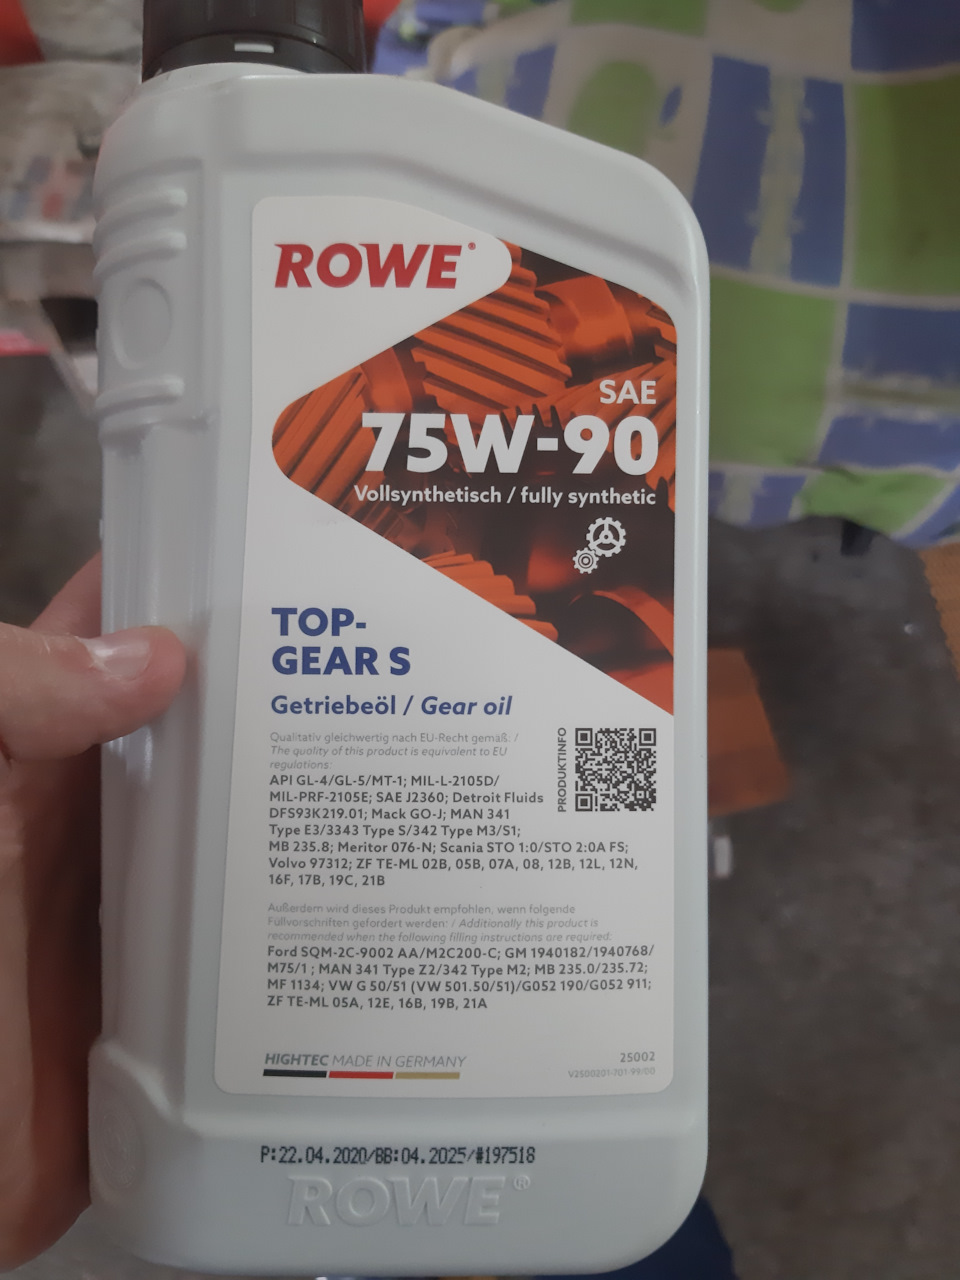 ROWE®
SAE
75W-90
Vollsynthetisch / fully synthetic
TOP-
GEAR S
Getriebeöl / Gear oil
Qualitativ gleichwertig nach EU-Recht gemäß: /
The quality of this product is equivalent to EU
regulations:
API GL-4/GL-5/MT-1; MIL-L-2105D/
MIL-PRF-2105E; SAE J2360; Detroit Fluids
DFS93K219.01; Mack GO-J; MAN 341
Type E3/3343 Type S/342 Type M3/S1;
MB 235.8; Meritor 076-N; Scania STO 1:0/STO 2:0A FS;
Volvo 97312; ZF TE-ML 02B, 05B, 07A, 08, 12B, 12L, 12N,
16F, 17B, 19C, 21B
PRODUKTINFO
Außerdem wird dieses Produkt empfohlen, wenn folgende
Füllvorschriften gefordert werden: / Additionally this product is
recommended when the following filling instructions are required:
Ford SQM-2C-9002 AA/M2C200-C; GM 1940182/1940768/
M75/1 ; MAN 341 Type Z2/342 Type M2; MB 235.0/235.72;
MF 1134; VW G 50/51 (VW 501.50/51)/G052 190/G052 911;
ZF TE-ML 05A, 12E, 16B, 19B, 21A
HIGHTEC MADE IN GERMANY
25002
V2500201-701-99/00
P:22.04.2020/BB:04.2025/#197518
ROWE®